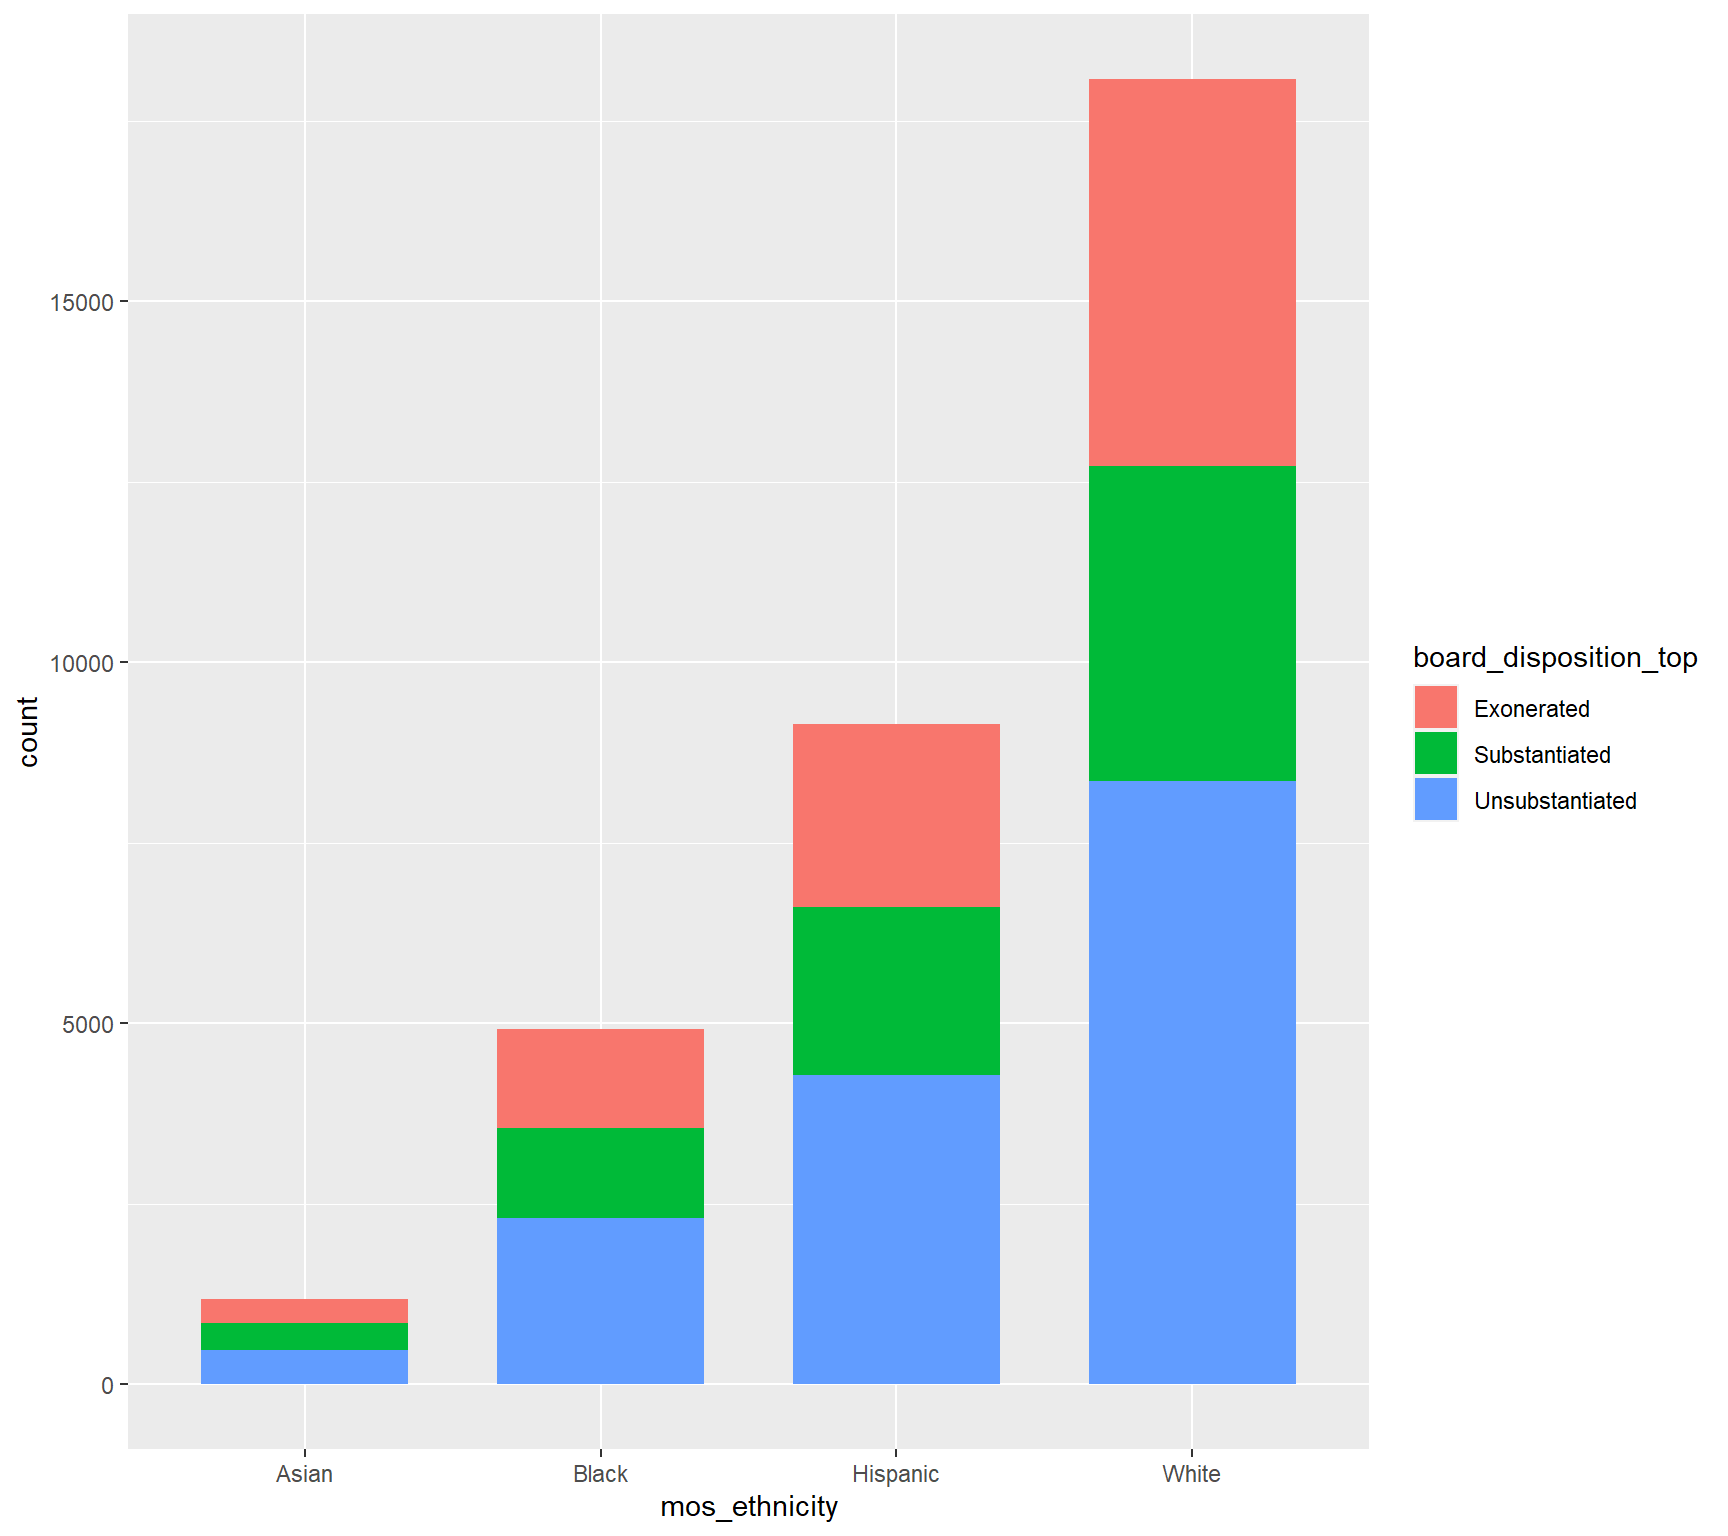 count
15000
10000
5000
0
Asian Black Hispanic White
mos_ethnicity
board_disposition_top
Exonerated
Substantiated
Unsubstantiated